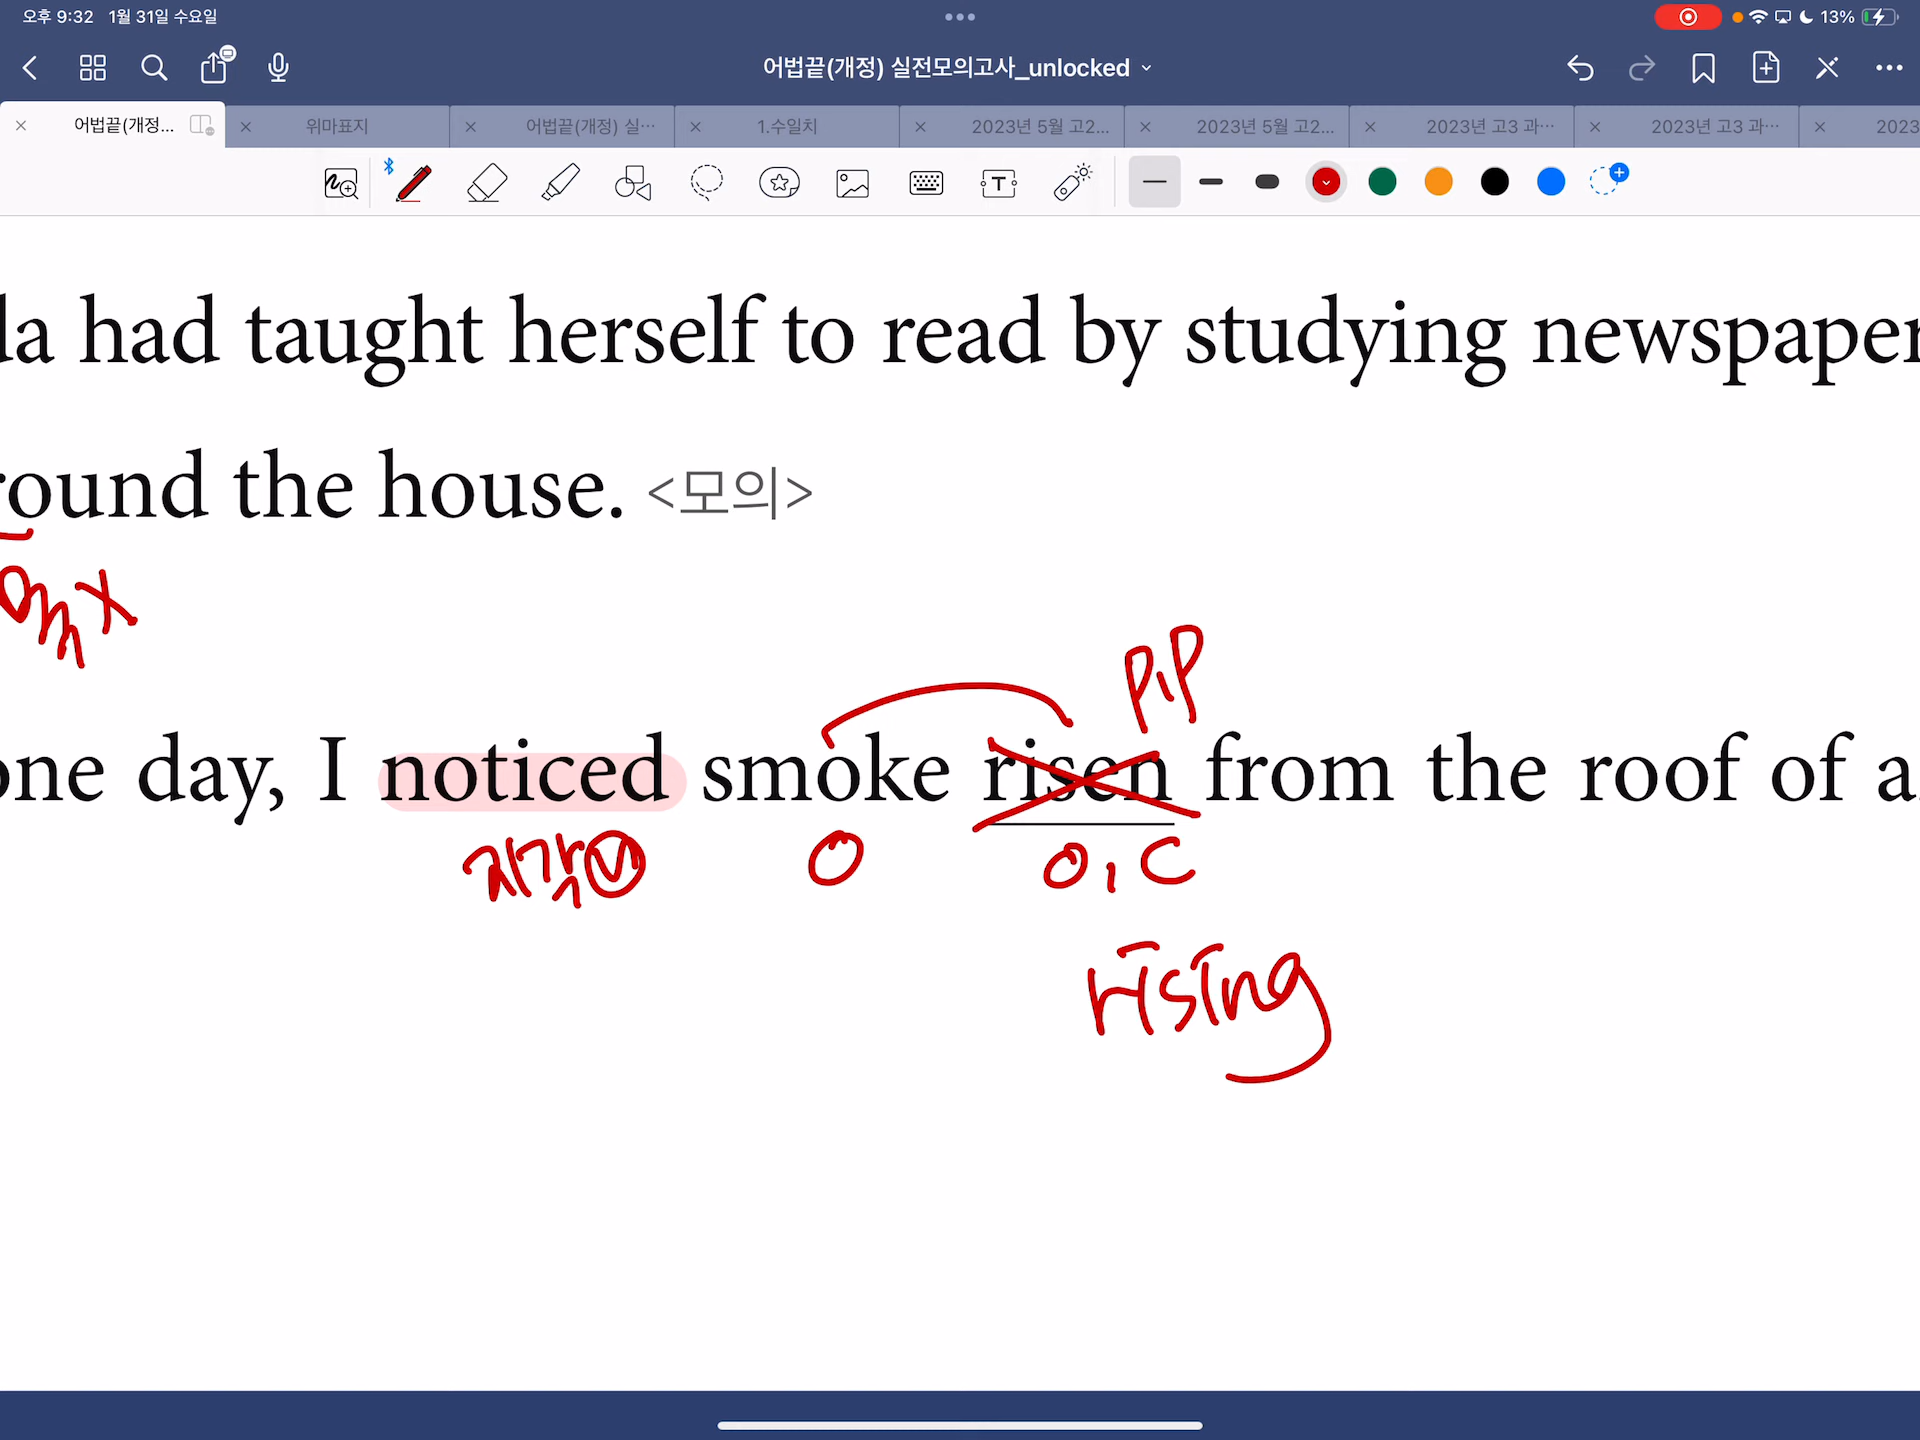 오후 9:32 1월 31일 수요일
13%
어법끝(개정) 실전모의고사_unlocked
어법끝(개정...
위마표지
어법끝(개정) 실…
1.수일치
2023년 5월 고2...
2023년 5월 고2...
2023년 고3 과…
2023년 고3 과…
2023
T
la had taught herself to read by studying newspaper
round the house. <모의>
X
P.P
one day, I noticed smoke risen from the roof of a
지각 V
O
O.C
rising